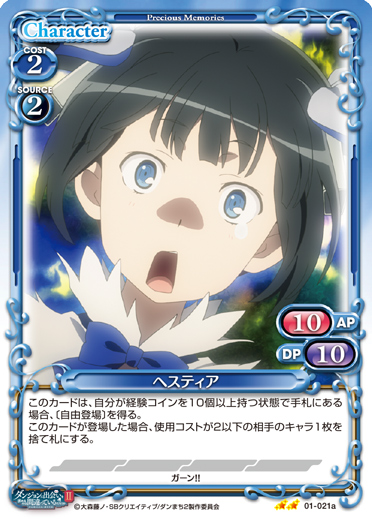 Precious Memories
Character
COST
2
SOURCE
2
10 AP
DP 10
ヘスティア
このカードは、自分が経験コインを10個以上持つ状態で手札にある
場合、〔自由登場〕を得る。
このカードが登場した場合、使用コストが2以下の相手のキャラ1枚を
捨て札にする。
ガーン!!
ダンジョンに出会いを
求めるのは
間違っているだろうか
II
©大森藤ノ・SBクリエイティブ/ダンまち2製作委員会
01-021a